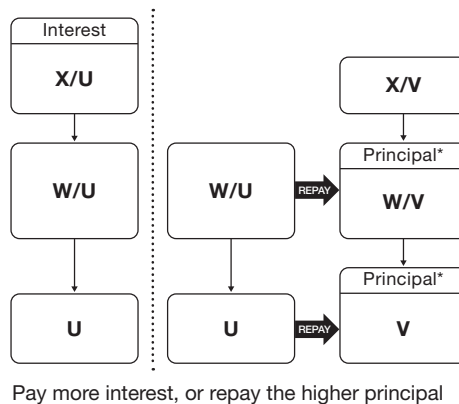 Interest
X/U
X/V
Principal*
W/U
W/U
REPAY
W/V
Principal*
U
U
REPAY
V
Pay more interest, or repay the higher principal